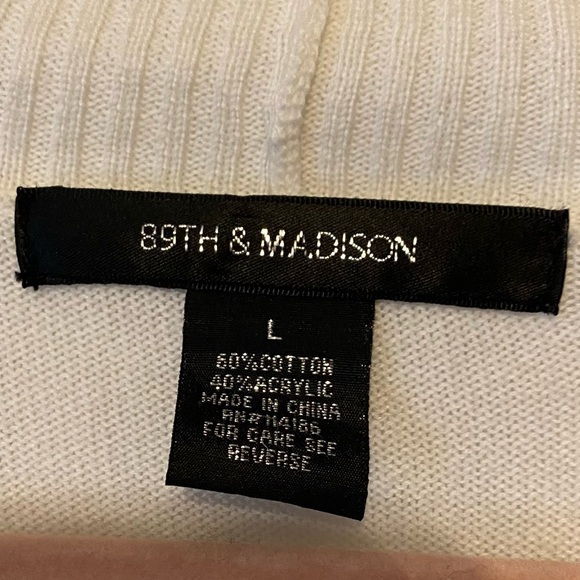 89TH & MADISON
L
60%COTTON
40%ACRYLIC
MADE IN CHINA
RN#114186
FOR CARE SEE
REVERSE